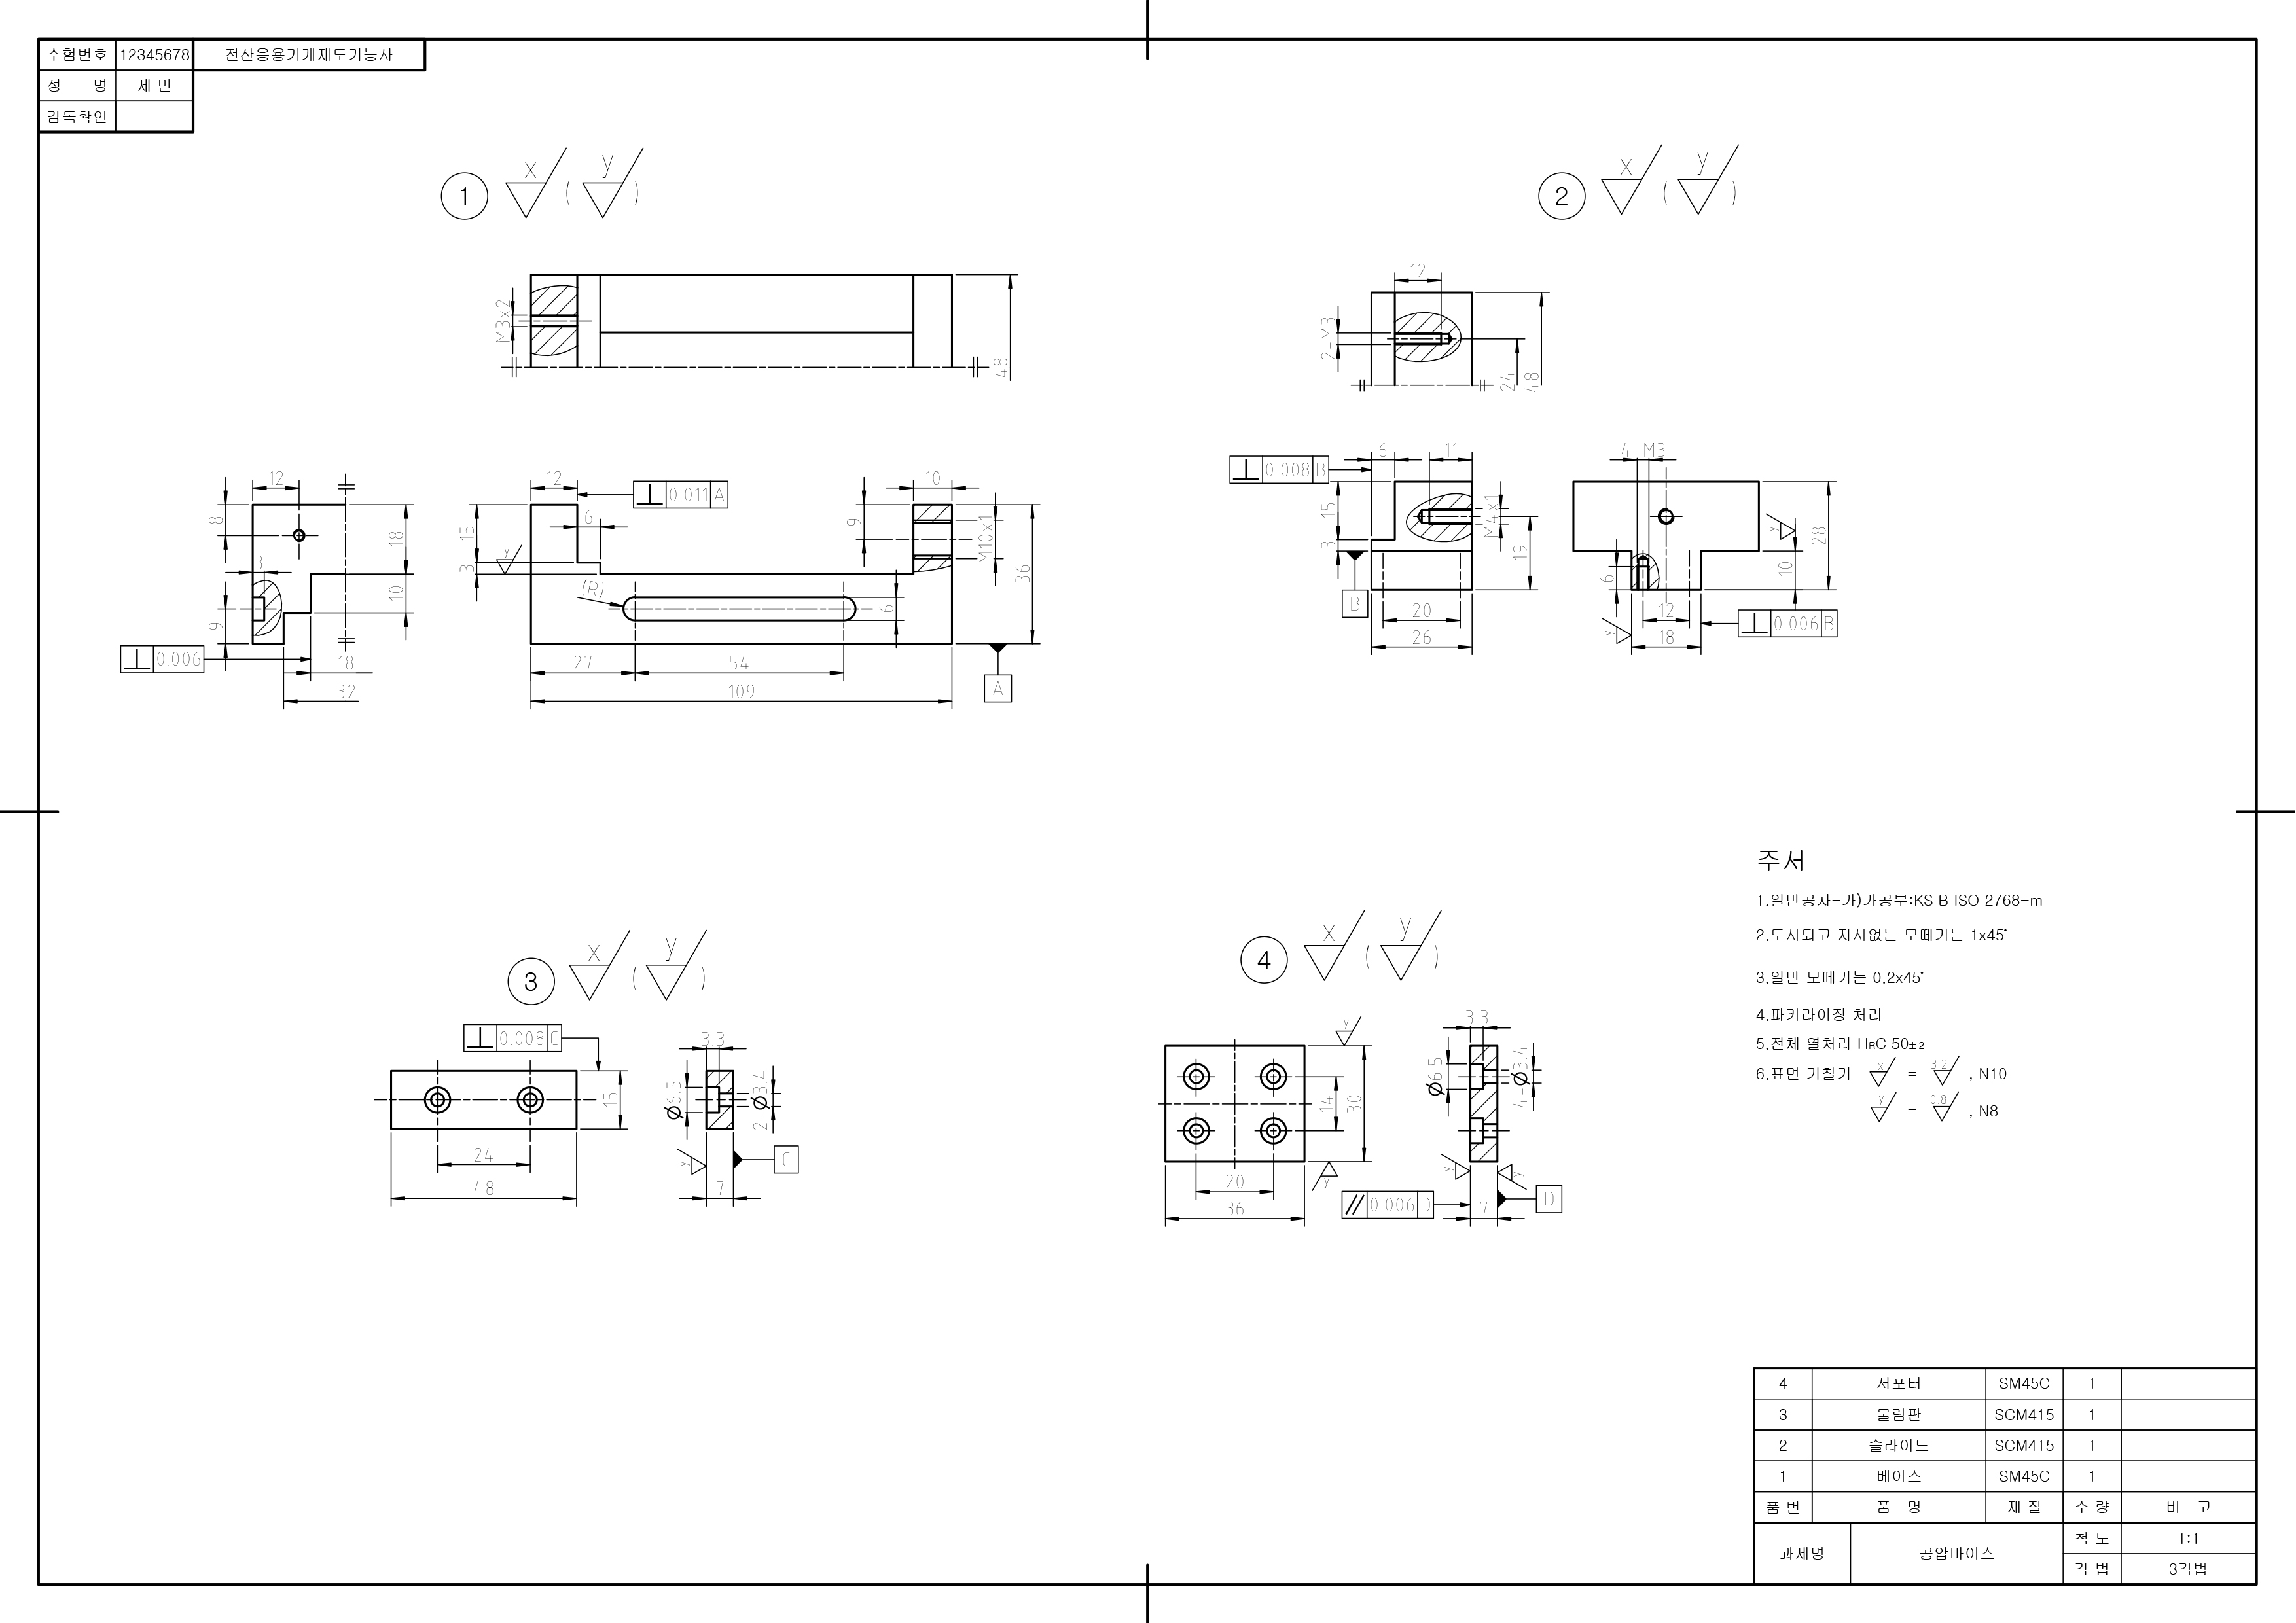 수험번호 12345678 전산응용기계제도기능사
성 명 제 민
감독확인
1 x ( y )
M3x2
48
12
8
3
9
18
10
18
32
⊥ 0.006
12
⊥ 0.011 A
15
3
y
6
(R)
9
10
M10x1
36
6
27
54
109
A
2 x ( y )
12
2-M3
24
48
⊥ 0.008 B
6
11
15
3
M4x1
19
B
20
26
4-M3
y
28
10
6
12
18
y
⊥ 0.006 B
3 x ( y )
⊥ 0.008 C
15
24
48
3.3
Ø6.5
2-Ø3.4
y
C
7
4 x ( y )
y
14
30
20
36
y
3.3
Ø6.5
4-Ø3.4
y
y
// 0.006 D
7
D
주서
1.일반공차-가)가공부:KS B ISO 2768-m
2.도시되고 지시없는 모떼기는 1x45°
3.일반 모떼기는 0.2x45°
4.파커라이징 처리
5.전체 열처리 HRC 50±2
6.표면 거칠기 x = 3.2 , N10
y = 0.8 , N8
4 서포터 SM45C 1
3 물림판 SCM415 1
2 슬라이드 SCM415 1
1 베이스 SM45C 1
품 번 품 명 재 질 수 량 비 고
과제명 공압바이스 척 도 1:1
각 법 3각법